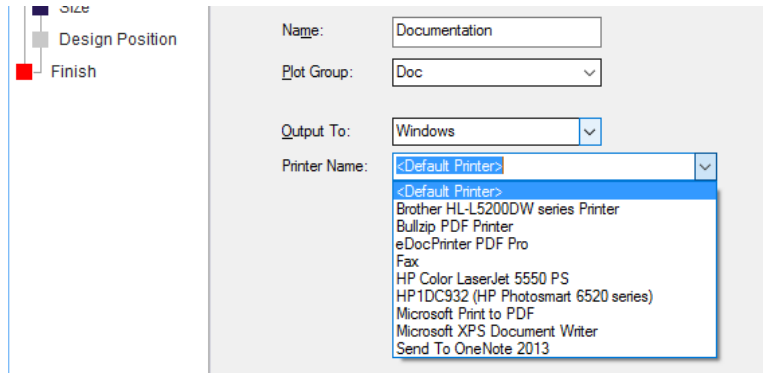 Size
Design Position
Finish
Name: Documentation
Plot Group: Doc
Output To: Windows
Printer Name: <Default Printer>
<Default Printer>
Brother HL-L5200DW series Printer
Bullzip PDF Printer
eDocPrinter PDF Pro
Fax
HP Color LaserJet 5550 PS
HP1DC932 (HP Photosmart 6520 series)
Microsoft Print to PDF
Microsoft XPS Document Writer
Send To OneNote 2013